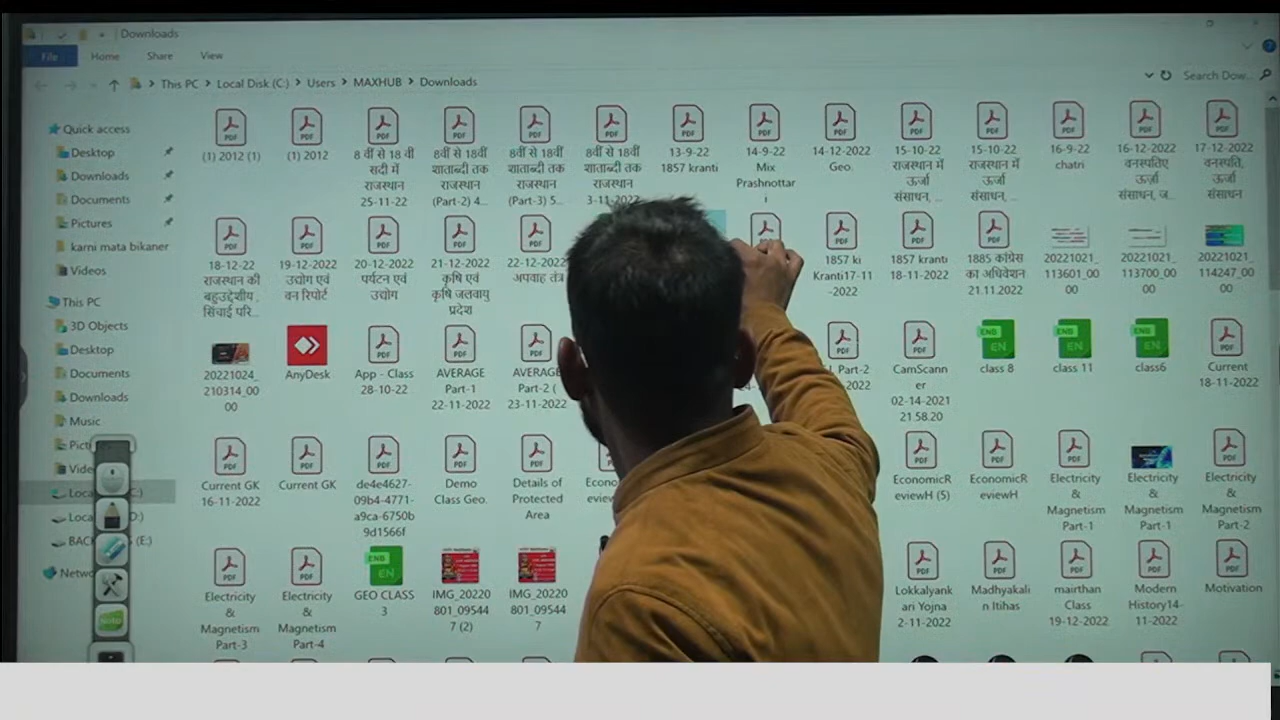 Downloads
File Home Share View
This PC Local Disk (C:) Users MAXHUB Downloads
Search Dow...
Quick access
Desktop
Downloads
Documents
Pictures
karni mata bikaner
Videos
This PC
3D Objects
Desktop
Documents
Downloads
Music
(1) 2012 (1)
(1) 2012
8 वीं से 18 वीं
सदी में
राजस्थान
25-11-22
8वीं से 18वीं
शाताब्दी तक
राजस्थान
(Part-2) 4...
8वीं से 18वीं
शाताब्दी तक
राजस्थान
(Part-3) 5...
8वीं से 18वीं
शाताब्दी तक
राजस्थान
3-11-2022
13-9-22
1857 kranti
14-9-22
Mix
Prashnottar
i
14-12-2022
Geo.
15-10-22
राजस्थान में
ऊर्जा
संसाधन, ...
15-10-22
राजस्थान में
ऊर्जा
संसाधन, ...
16-9-22
chatri
16-12-2022
वनस्पतिए
ऊर्ज़ा
संसाधन, ज...
17-12-2022
वनस्पति,
ऊर्जा
संसाधन
18-12-22
राजस्थान की
बहुउद्देशीय
सिंचाई परि...
19-12-2022
उद्योग एवं
वन रिपोर्ट
20-12-2022
पर्यटन एवं
उद्योग
21-12-2022
कृषि एवं
कृषि जलवायु
प्रदेश
22-12-2022
अपवाह तंत्र
1857 ki
Kranti17-11
-2022
1857 kranti
18-11-2022
1885 कांग्रेस
का अधिवेशन
21.11.2022
20221021_
113601_00
00
20221021_
113700_00
00
20221021_
114247_00
00
20221024_
210314_00
00
AnyDesk
App - Class
28-10-22
AVERAGE
Part-1
22-11-2022
AVERAGE
Part-2 (
23-11-2022
Part-2
CamScann
er
02-14-2021
21.58.20
class 8
class 11
class6
Current
18-11-2022
Current GK
16-11-2022
Current GK
de4e4627-
09b4-4771-
a9ca-6750b
9d1566f
Demo
Class Geo.
Details of
Protected
Area
EconomicR
eviewH (5)
EconomicR
eviewH
Electricity
&
Magnetism
Part-1
Electricity
&
Magnetism
Part-1
Electricity
&
Magnetism
Part-2
Electricity
&
Magnetism
Part-3
Electricity
&
Magnetism
Part-4
GEO CLASS
3
IMG_20220
801_09544
7 (2)
IMG_20220
801_09544
7
Lokkalyank
ari Yojna
2-11-2022
Madhyakali
n Itihas
mairthan
Class
19-12-2022
Modern
History14-
11-2022
Motivation